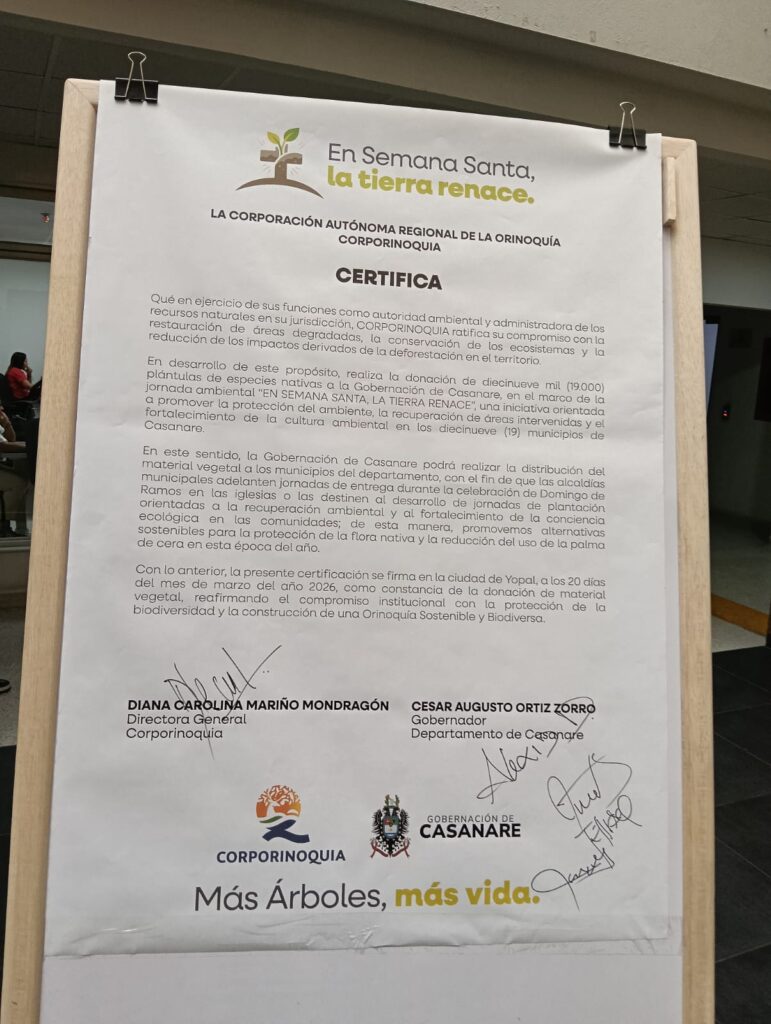 En Semana Santa,
la tierra renace.
LA CORPORACIÓN AUTÓNOMA REGIONAL DE LA ORINOQUÍA
CORPORINOQUIA
CERTIFICA
Qué en ejercicio de sus funciones como autoridad ambiental y administradora de los
recursos naturales en su jurisdicción, CORPORINOQUIA ratifica su compromiso con la
restauración de áreas degradadas, la conservación de los ecosistemas y la
reducción de los impactos derivados de la deforestación en el territorio.
En desarrollo de este propósito, realiza la donación de diecinueve mil (19.000)
plántulas de especies nativas a la Gobernación de Casanare, en el marco de la
jornada ambiental "EN SEMANA SANTA, LA TIERRA RENACE", una iniciativa orientada
a promover la protección del ambiente, la recuperación de áreas intervenidas y el
fortalecimiento de la cultura ambiental en los diecinueve (19) municipios de
Casanare.
En este sentido, la Gobernación de Casanare podrá realizar la distribución del
material vegetal a los municipios del departamento, con el fin de que las alcaldías
municipales adelanten jornadas de entrega durante la celebración de Domingo de
Ramos en las iglesias o las destinen al desarrollo de jornadas de plantación
orientadas a la recuperación ambiental y al fortalecimiento de la conciencia
ecológica en las comunidades; de esta manera, promovemos alternativas
sostenibles para la protección de la flora nativa y la reducción del uso de la palma
de cera en esta época del año.
Con lo anterior, la presente certificación se firma en la ciudad de Yopal, a los 20 días
del mes de marzo del año 2026, como constancia de la donación de material
vegetal, reafirmando el compromiso institucional con la protección de la
biodiversidad y la construcción de una Orinoquía Sostenible y Biodiversa.
DIANA CAROLINA MARIÑO MONDRAGÓN
Directora General
Corporinoquia
CESAR AUGUSTO ORTIZ ZORRO
Gobernador
Departamento de Casanare
CORPORINOQUIA
GOBERNACIÓN DE
CASANARE
Más Árboles, más vida.